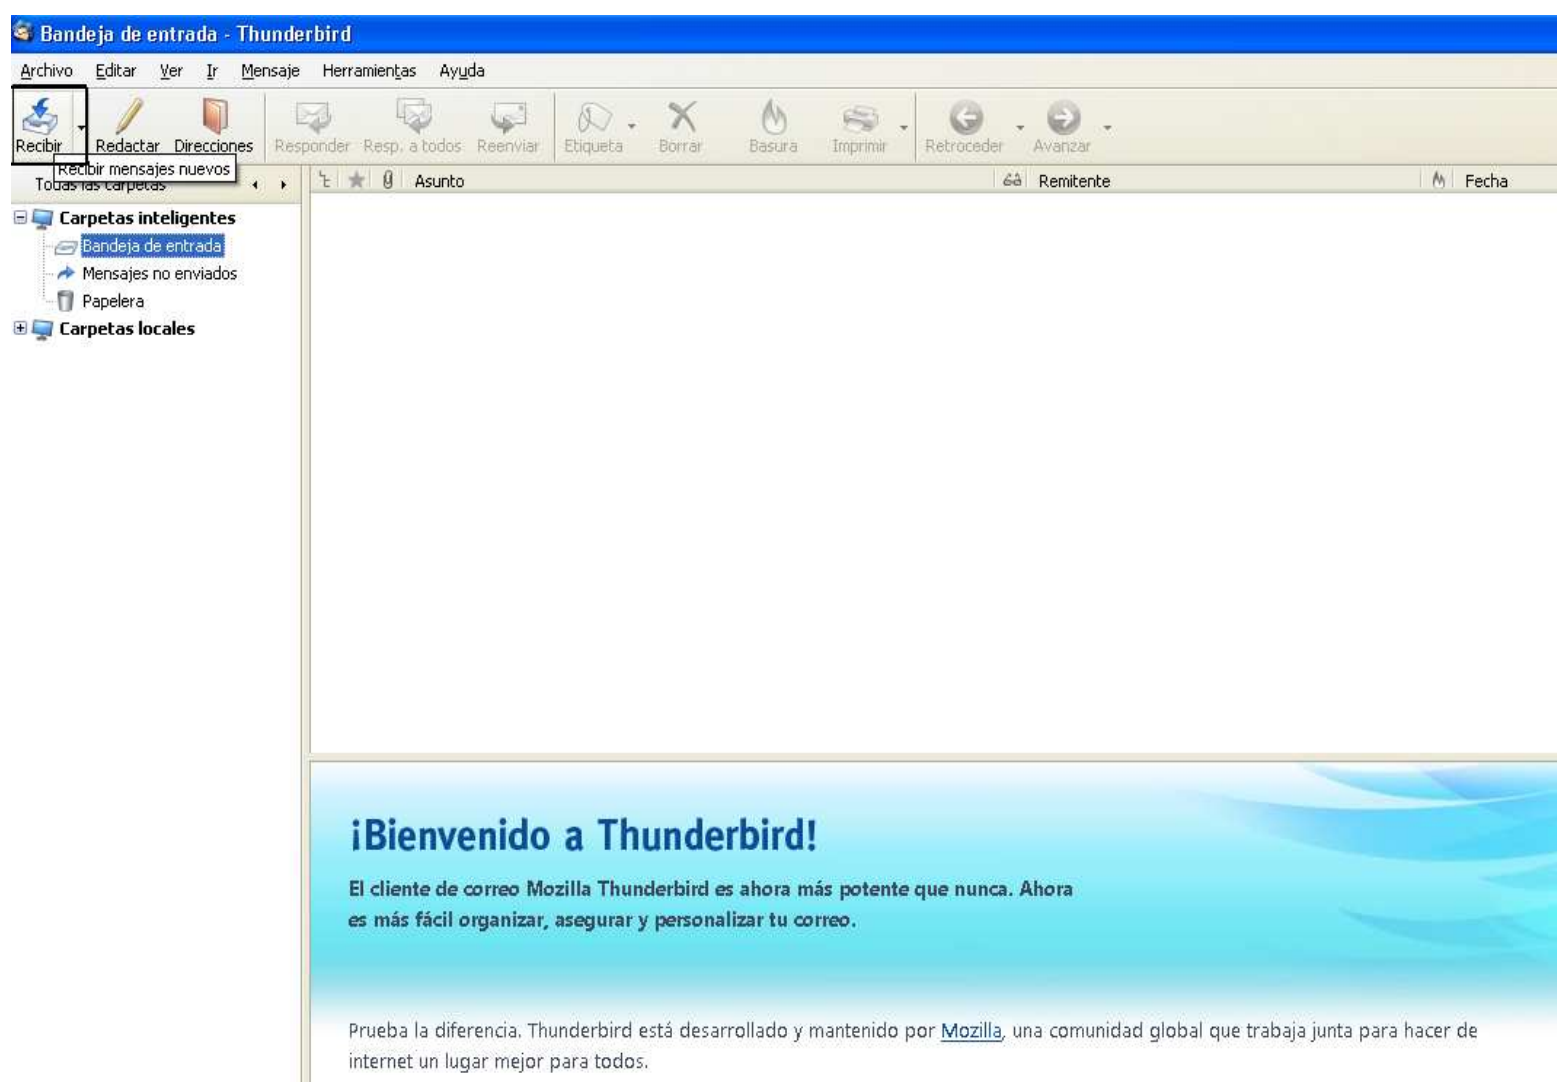 Bandeja de entrada - Thunderbird
Archivo Editar Ver Ir Mensaje Herramientas Ayuda
Recibir Redactar Direcciones Responder Resp. a todos Reenviar Etiqueta Borrar Basura Imprimir Retroceder Avanzar
Recibir mensajes nuevos
Todas las carpetas Asunto Remitente Fecha
Carpetas inteligentes
Bandeja de entrada
Mensajes no enviados
Papelera
Carpetas locales
¡Bienvenido a Thunderbird!
El cliente de correo Mozilla Thunderbird es ahora más potente que nunca. Ahora
es más fácil organizar, asegurar y personalizar tu correo.
Prueba la diferencia. Thunderbird está desarrollado y mantenido por Mozilla, una comunidad global que trabaja junta para hacer de
internet un lugar mejor para todos.